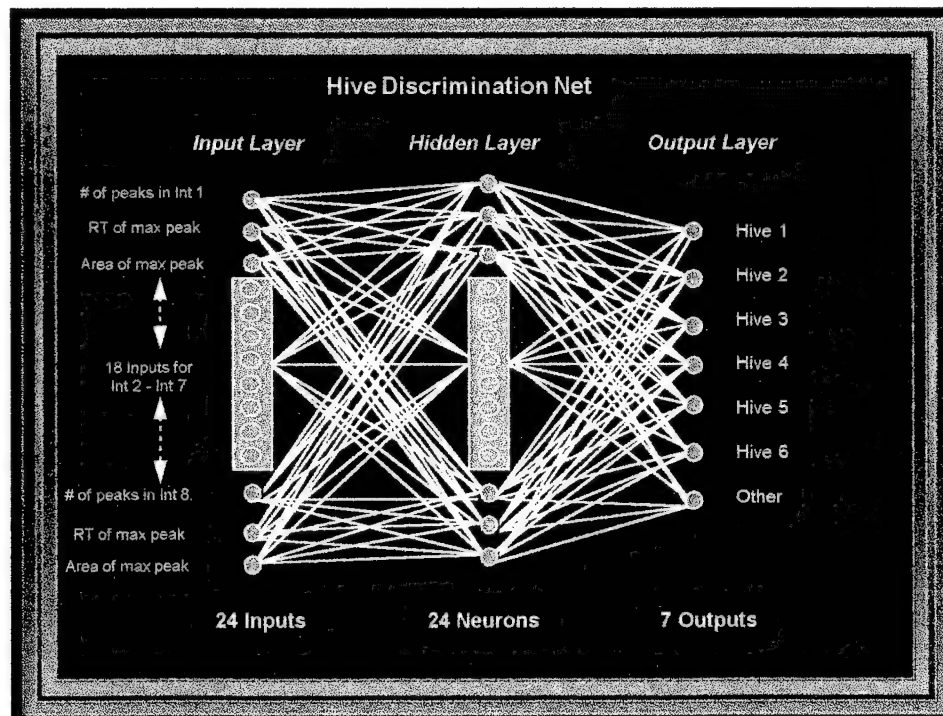 Hive Discrimination Net
Input Layer
Hidden Layer
Output Layer
# of peaks in Int 1
RT of max peak
Area of max peak
18 Inputs for
Int 2 - Int 7
# of peaks in Int 8
RT of max peak
Area of max peak
Hive 1
Hive 2
Hive 3
Hive 4
Hive 5
Hive 6
Other
24 Inputs
24 Neurons
7 Outputs